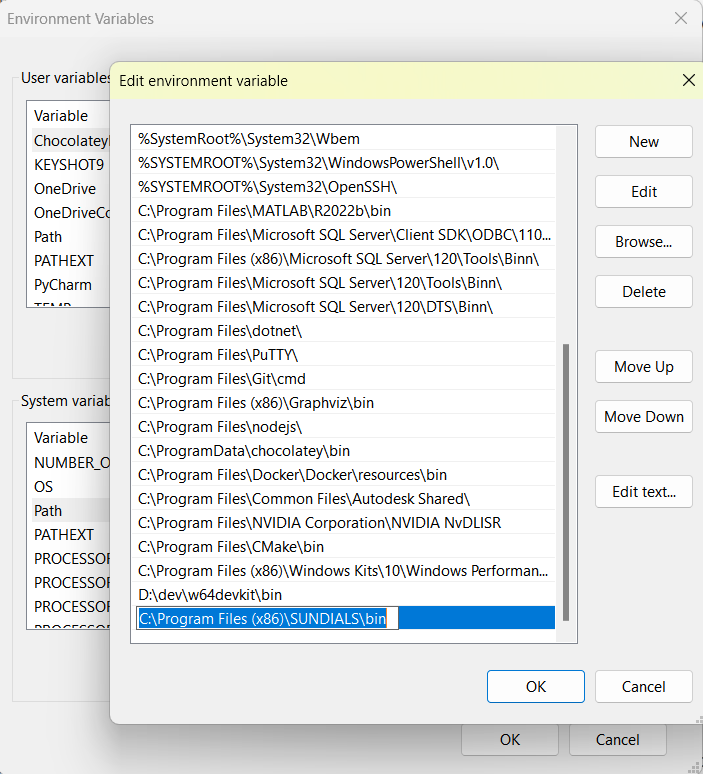 Environment Variables
Edit environment variable
User variables
Variable
Chocolatey
KEYSHOT9
OneDrive
OneDriveCo
Path
PATHEXT
PyCharm
TEMP
System variab
Variable
NUMBER_O
OS
Path
PATHEXT
PROCESSOR
PROCESSOR
PROCESSOR
PROCESSOR
%SystemRoot%\System32\Wbem
%SYSTEMROOT%\System32\WindowsPowerShell\v1.0\
%SYSTEMROOT%\System32\OpenSSH\
C:\Program Files\MATLAB\R2022b\bin
C:\Program Files\Microsoft SQL Server\Client SDK\ODBC\110...
C:\Program Files (x86)\Microsoft SQL Server\120\Tools\Binn\
C:\Program Files\Microsoft SQL Server\120\Tools\Binn\
C:\Program Files\Microsoft SQL Server\120\DTS\Binn\
C:\Program Files\dotnet\
C:\Program Files\PuTTY\
C:\Program Files\Git\cmd
C:\Program Files (x86)\Graphviz\bin
C:\Program Files\nodejs\
C:\ProgramData\chocolatey\bin
C:\Program Files\Docker\Docker\resources\bin
C:\Program Files\Common Files\Autodesk Shared\
C:\Program Files\NVIDIA Corporation\NVIDIA NvDLISR
C:\Program Files\CMake\bin
C:\Program Files (x86)\Windows Kits\10\Windows Performan...
D:\dev\w64devkit\bin
C:\Program Files (x86)\SUNDIALS\bin
New
Edit
Browse...
Delete
Move Up
Move Down
Edit text...
OK
Cancel
OK
Cancel